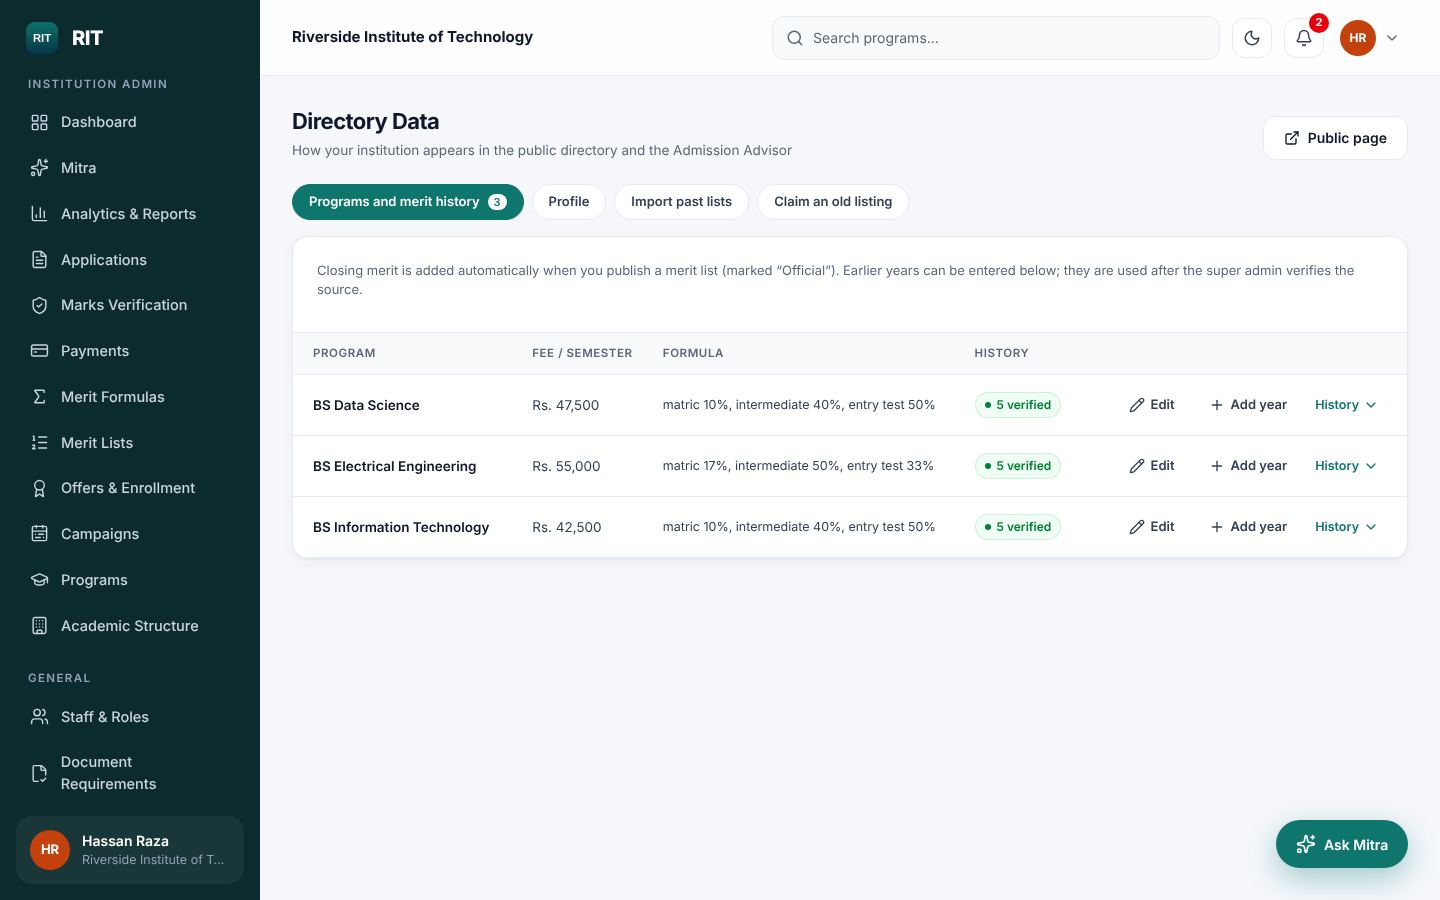 RIT
RIT
INSTITUTION ADMIN
Dashboard
Mitra
Analytics & Reports
Applications
Marks Verification
Payments
Merit Formulas
Merit Lists
Offers & Enrollment
Campaigns
Programs
Academic Structure
GENERAL
Staff & Roles
Document
Requirements
HR
Hassan Raza
Riverside Institute of T...
Riverside Institute of Technology
Search programs...
2
HR
Directory Data
How your institution appears in the public directory and the Admission Advisor
Public page
Programs and merit history 3
Profile
Import past lists
Claim an old listing
Closing merit is added automatically when you publish a merit list (marked “Official”). Earlier years can be entered below; they are used after the super admin verifies the
source.
PROGRAM FEE / SEMESTER FORMULA HISTORY
BS Data Science Rs. 47,500 matric 10%, intermediate 40%, entry test 50% 5 verified Edit Add year History
BS Electrical Engineering Rs. 55,000 matric 17%, intermediate 50%, entry test 33% 5 verified Edit Add year History
BS Information Technology Rs. 42,500 matric 10%, intermediate 40%, entry test 50% 5 verified Edit Add year History
Ask Mitra